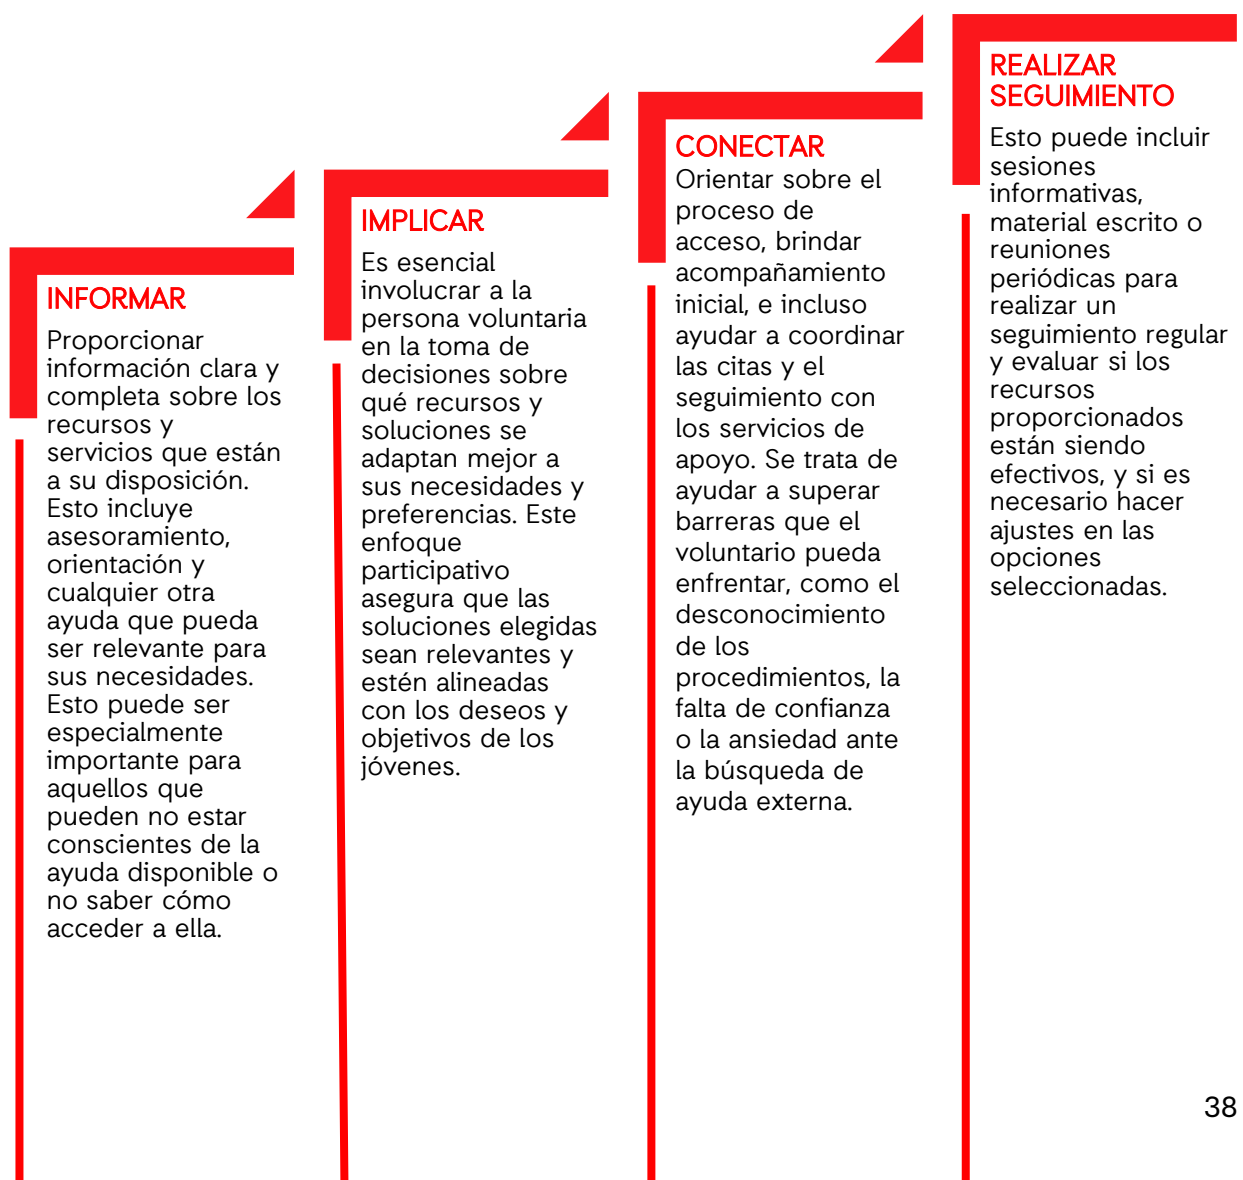 INFORMAR
Proporcionar
información clara y
completa sobre los
recursos y
servicios que están
a su disposición.
Esto incluye
asesoramiento,
orientación y
cualquier otra
ayuda que pueda
ser relevante para
sus necesidades.
Esto puede ser
especialmente
importante para
aquellos que
pueden no estar
conscientes de la
ayuda disponible o
no saber cómo
acceder a ella.
IMPLICAR
Es esencial
involucrar a la
persona voluntaria
en la toma de
decisiones sobre
qué recursos y
soluciones se
adaptan mejor a
sus necesidades y
preferencias. Este
enfoque
participativo
asegura que las
soluciones elegidas
sean relevantes y
estén alineadas
con los deseos y
objetivos de los
jóvenes.
CONECTAR
Orientar sobre el
proceso de
acceso, brindar
acompañamiento
inicial, e incluso
ayudar a coordinar
las citas y el
seguimiento con
los servicios de
apoyo. Se trata de
ayudar a superar
barreras que el
voluntario pueda
enfrentar, como el
desconocimiento
de los
procedimientos, la
falta de confianza
o la ansiedad ante
la búsqueda de
ayuda externa.
REALIZAR
SEGUIMIENTO
Esto puede incluir
sesiones
informativas,
material escrito o
reuniones
periódicas para
realizar un
seguimiento regular
y evaluar si los
recursos
proporcionados
están siendo
efectivos, y si es
necesario hacer
ajustes en las
opciones
seleccionadas.
38